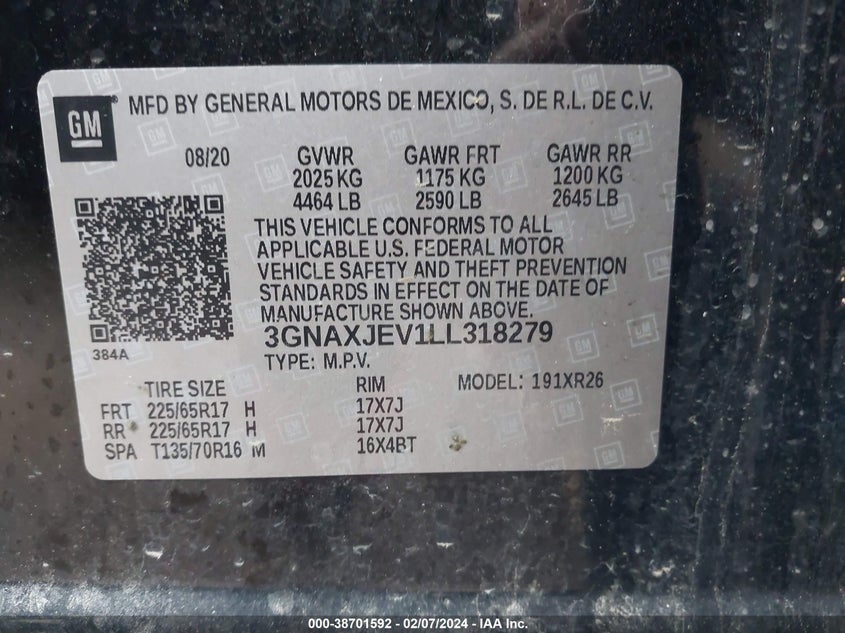 GM
MFD BY GENERAL MOTORS DE MEXICO, S. DE R.L. DE C.V.
08/20 GVWR GAWR FRT GAWR RR
2025 KG 1175 KG 1200 KG
4464 LB 2590 LB 2645 LB
THIS VEHICLE CONFORMS TO ALL
APPLICABLE U.S. FEDERAL MOTOR
VEHICLE SAFETY AND THEFT PREVENTION
STANDARDS IN EFFECT ON THE DATE OF
MANUFACTURE SHOWN ABOVE.
3GNAXJEV1LL318279
384A
TYPE: M.P.V.
TIRE SIZE RIM MODEL: 191XR26
FRT 225/65R17 H 17X7J
RR 225/65R17 H 17X7J
SPA T135/70R16 M 16X4BT
000-38701592 - 02/07/2024 - IAA Inc.